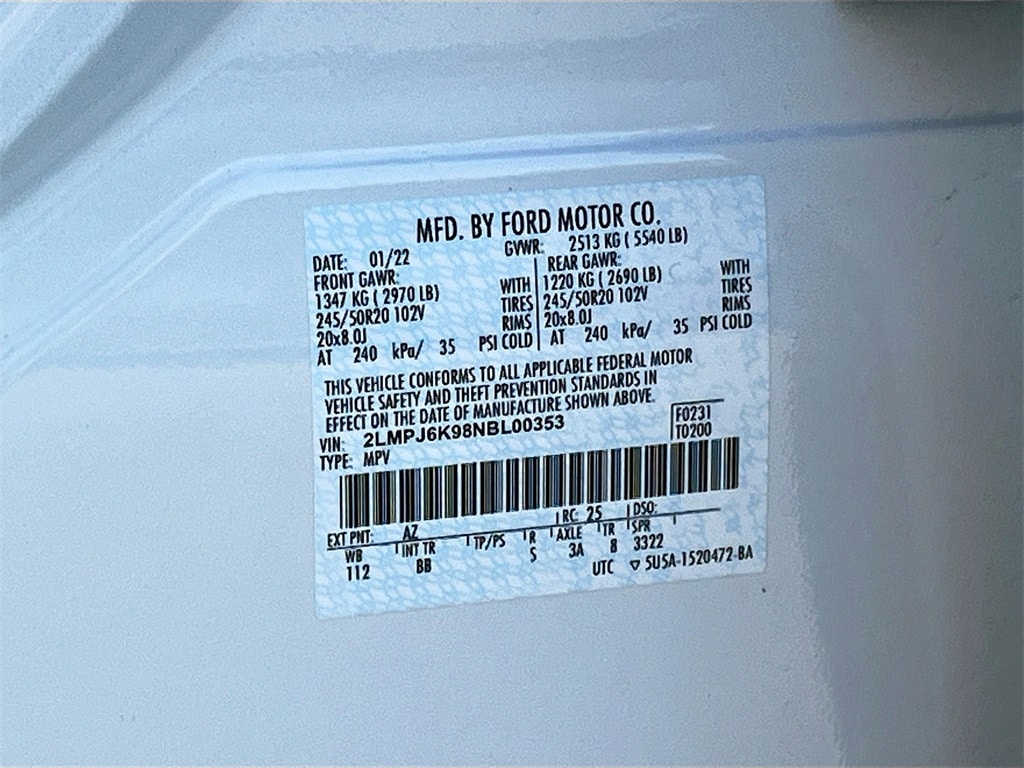 MFD. BY FORD MOTOR CO.
DATE: 01/22 GVWR: 2513 KG ( 5540 LB)
FRONT GAWR: REAR GAWR:
1347 KG ( 2970 LB) WITH 1220 KG ( 2690 LB) WITH
245/50R20 102V TIRES 245/50R20 102V TIRES
20x8.0J RIMS 20x8.0J RIMS
AT 240 kPa/ 35 PSI COLD AT 240 kPa/ 35 PSI COLD
THIS VEHICLE CONFORMS TO ALL APPLICABLE FEDERAL MOTOR
VEHICLE SAFETY AND THEFT PREVENTION STANDARDS IN
EFFECT ON THE DATE OF MANUFACTURE SHOWN ABOVE.
VIN: 2LMPJ6K98NBL00353 F0231
TYPE: MPV T0200
EXT PNT: AZ RC: 25 DSO:
WB INT TR TP/PS R AXLE TR SPR
112 BB S 3A 8 3322
UTC ▽ 5U5A-1520472-BA